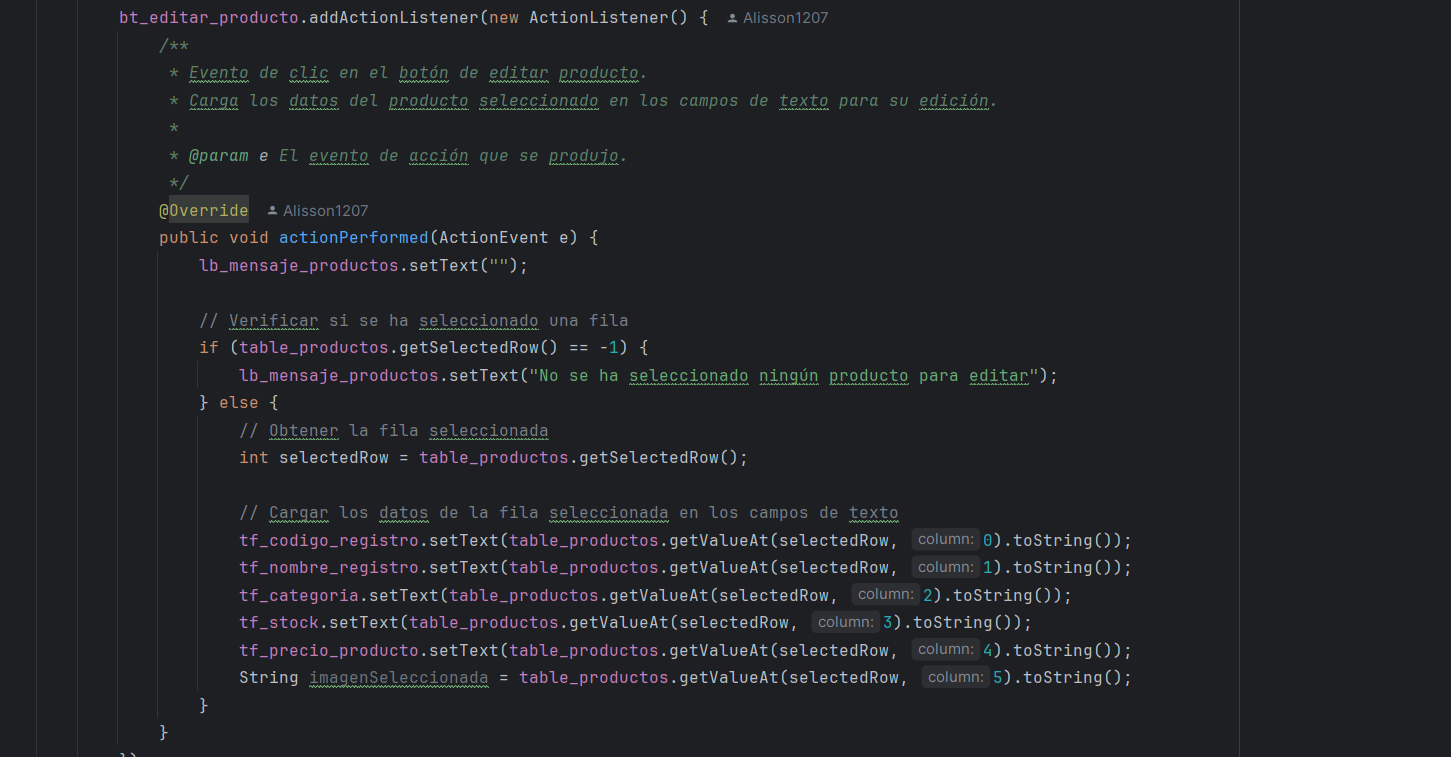 bt_editar_producto.addActionListener(new ActionListener() { Alisson1207
/**
* Evento de clic en el botón de editar producto.
* Carga los datos del producto seleccionado en los campos de texto para su edición.
*
* @param e El evento de acción que se produjo.
*/
@Override Alisson1207
public void actionPerformed(ActionEvent e) {
lb_mensaje_productos.setText("");
// Verificar si se ha seleccionado una fila
if (table_productos.getSelectedRow() == -1) {
lb_mensaje_productos.setText("No se ha seleccionado ningún producto para editar");
} else {
// Obtener la fila seleccionada
int selectedRow = table_productos.getSelectedRow();
// Cargar los datos de la fila seleccionada en los campos de texto
tf_codigo_registro.setText(table_productos.getValueAt(selectedRow, column: 0).toString());
tf_nombre_registro.setText(table_productos.getValueAt(selectedRow, column: 1).toString());
tf_categoria.setText(table_productos.getValueAt(selectedRow, column: 2).toString());
tf_stock.setText(table_productos.getValueAt(selectedRow, column: 3).toString());
tf_precio_producto.setText(table_productos.getValueAt(selectedRow, column: 4).toString());
String imagenSeleccionada = table_productos.getValueAt(selectedRow, column: 5).toString();
}
}